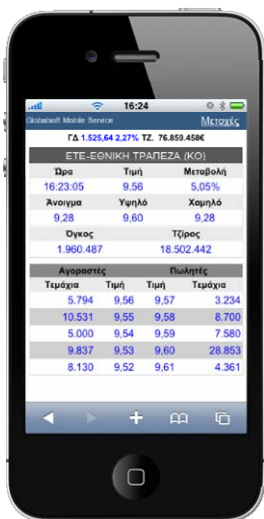 16:24
Globalsoft Mobile Service Μετοχές
ΓΔ 1.525,64 2,27% ΤΖ. 76.859.458€
ΕΤΕ-ΕΘΝΙΚΗ ΤΡΑΠΕΖΑ (ΚΟ)
Ώρα Τιμή Μεταβολή
16:23:05 9,56 5,05%
Άνοιγμα Υψηλό Χαμηλό
9,28 9,60 9,28
Όγκος Τζίρος
1.960.487 18.502.442
Αγοραστές Πωλητές
Τεμάχια Τιμή Τιμή Τεμάχια
5.794 9,56 9,57 3.234
10.531 9,55 9,58 8.700
5.000 9,54 9,59 7.580
9.837 9,53 9,60 28.853
8.130 9,52 9,61 4.361